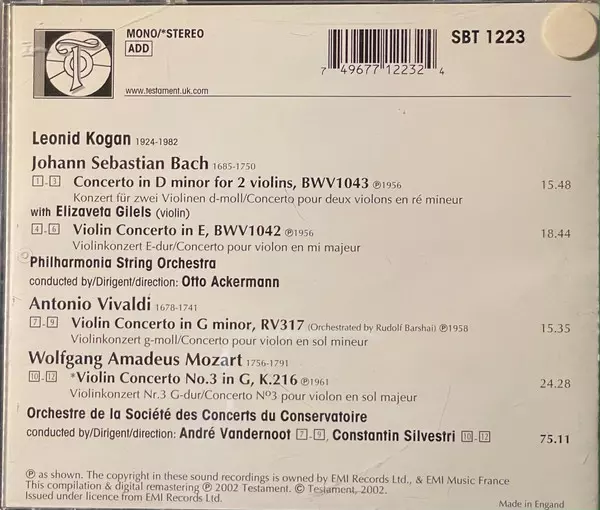 MONO/*STEREO
ADD
www.testament.uk.com
7 49677 12232 4
SBT 1223
Leonid Kogan 1924-1982
Johann Sebastian Bach 1685-1750
1-3 Concerto in D minor for 2 violins, BWV1043 ℗1956 15.48
Konzert für zwei Violinen d-moll/Concerto pour deux violons en ré mineur
with Elizaveta Gilels (violin)
4-6 Violin Concerto in E, BWV1042 ℗1956 18.44
Violinkonzert E-dur/Concerto pour violon en mi majeur
Philharmonia String Orchestra
conducted by/Dirigent/direction: Otto Ackermann
Antonio Vivaldi 1678-1741
7-9 Violin Concerto in G minor, RV317 (Orchestrated by Rudolf Barshai) ℗1958 15.35
Violinkonzert g-moll/Concerto pour violon en sol mineur
Wolfgang Amadeus Mozart 1756-1791
10-12 *Violin Concerto No.3 in G, K.216 ℗1961 24.28
Violinkonzert Nr.3 G-dur/Concerto Nº3 pour violon en sol majeur
Orchestre de la Société des Concerts du Conservatoire
conducted by/Dirigent/direction: André Vandernoot 7-9, Constantin Silvestri 10-12 75.11
℗ as shown. The copyright in these sound recordings is owned by EMI Records Ltd., & EMI Music France
This compilation & digital remastering ℗ 2002 Testament. © Testament, 2002.
Issued under licence from EMI Records Ltd.
Made in England